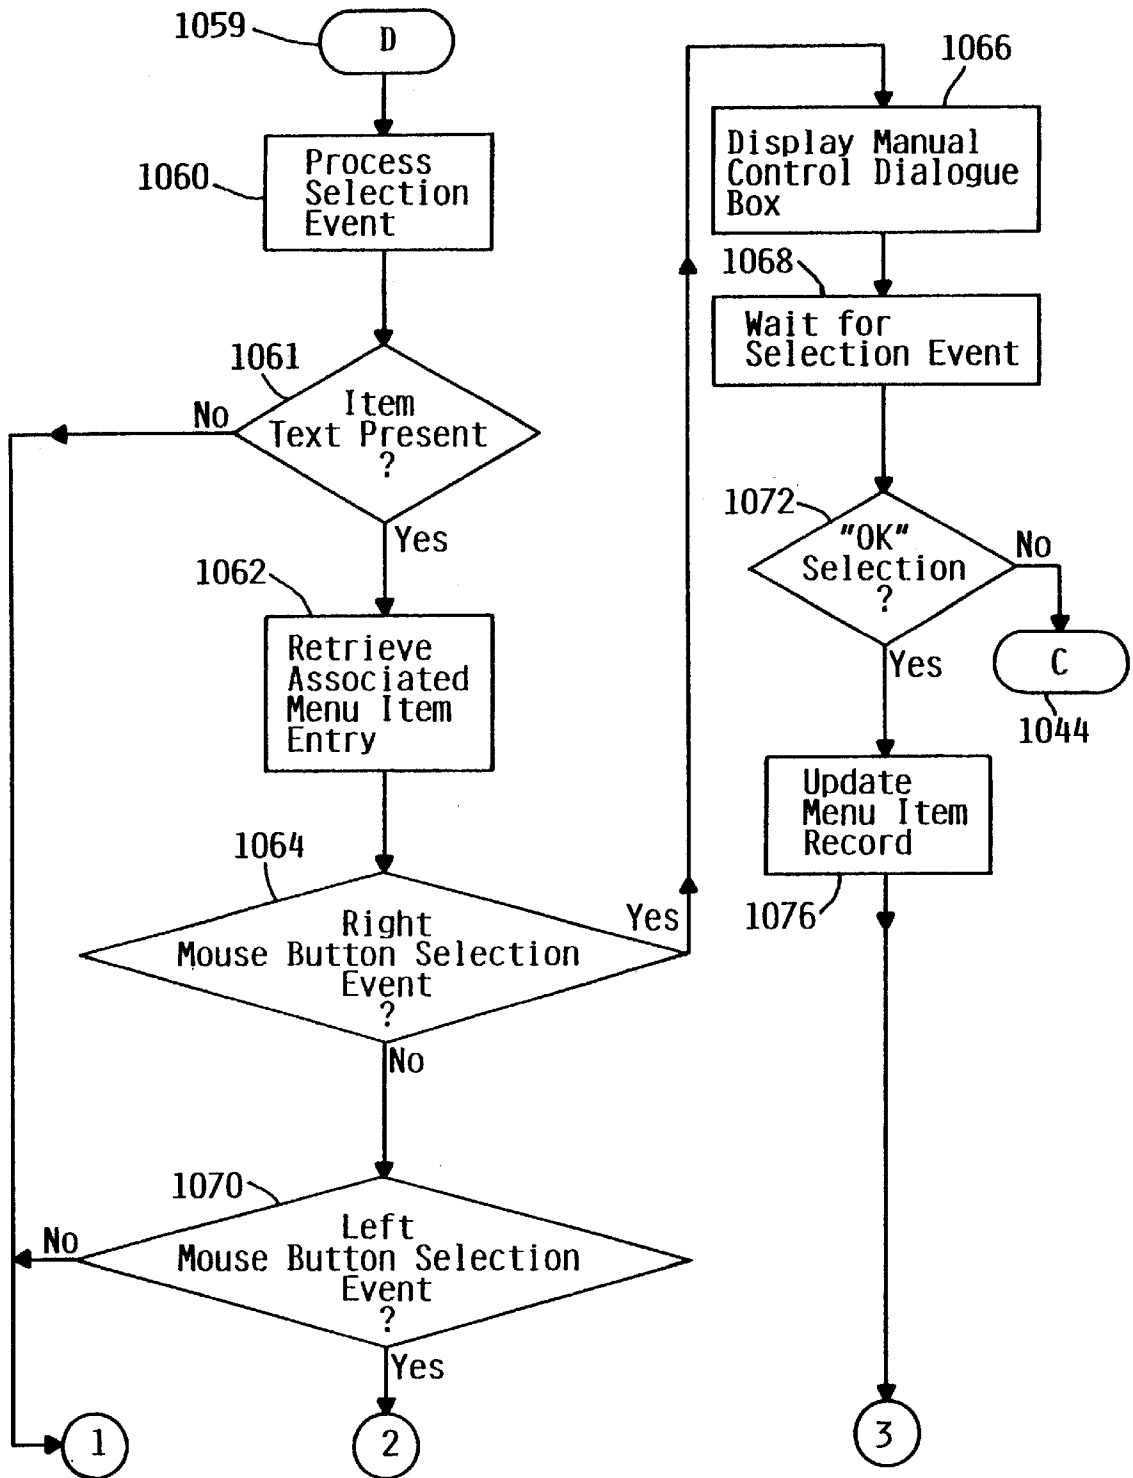 1059
D
1060
Process
Selection
Event
1061
Item
Text Present
?
No
Yes
1062
Retrieve
Associated
Menu Item
Entry
1064
Right
Mouse Button Selection
Event
?
Yes
No
1070
Left
Mouse Button Selection
Event
?
No
Yes
1
2
1066
Display Manual
Control Dialogue
Box
1068
Wait for
Selection Event
1072
"OK"
Selection
?
No
C
1044
Yes
Update
Menu Item
Record
1076
3